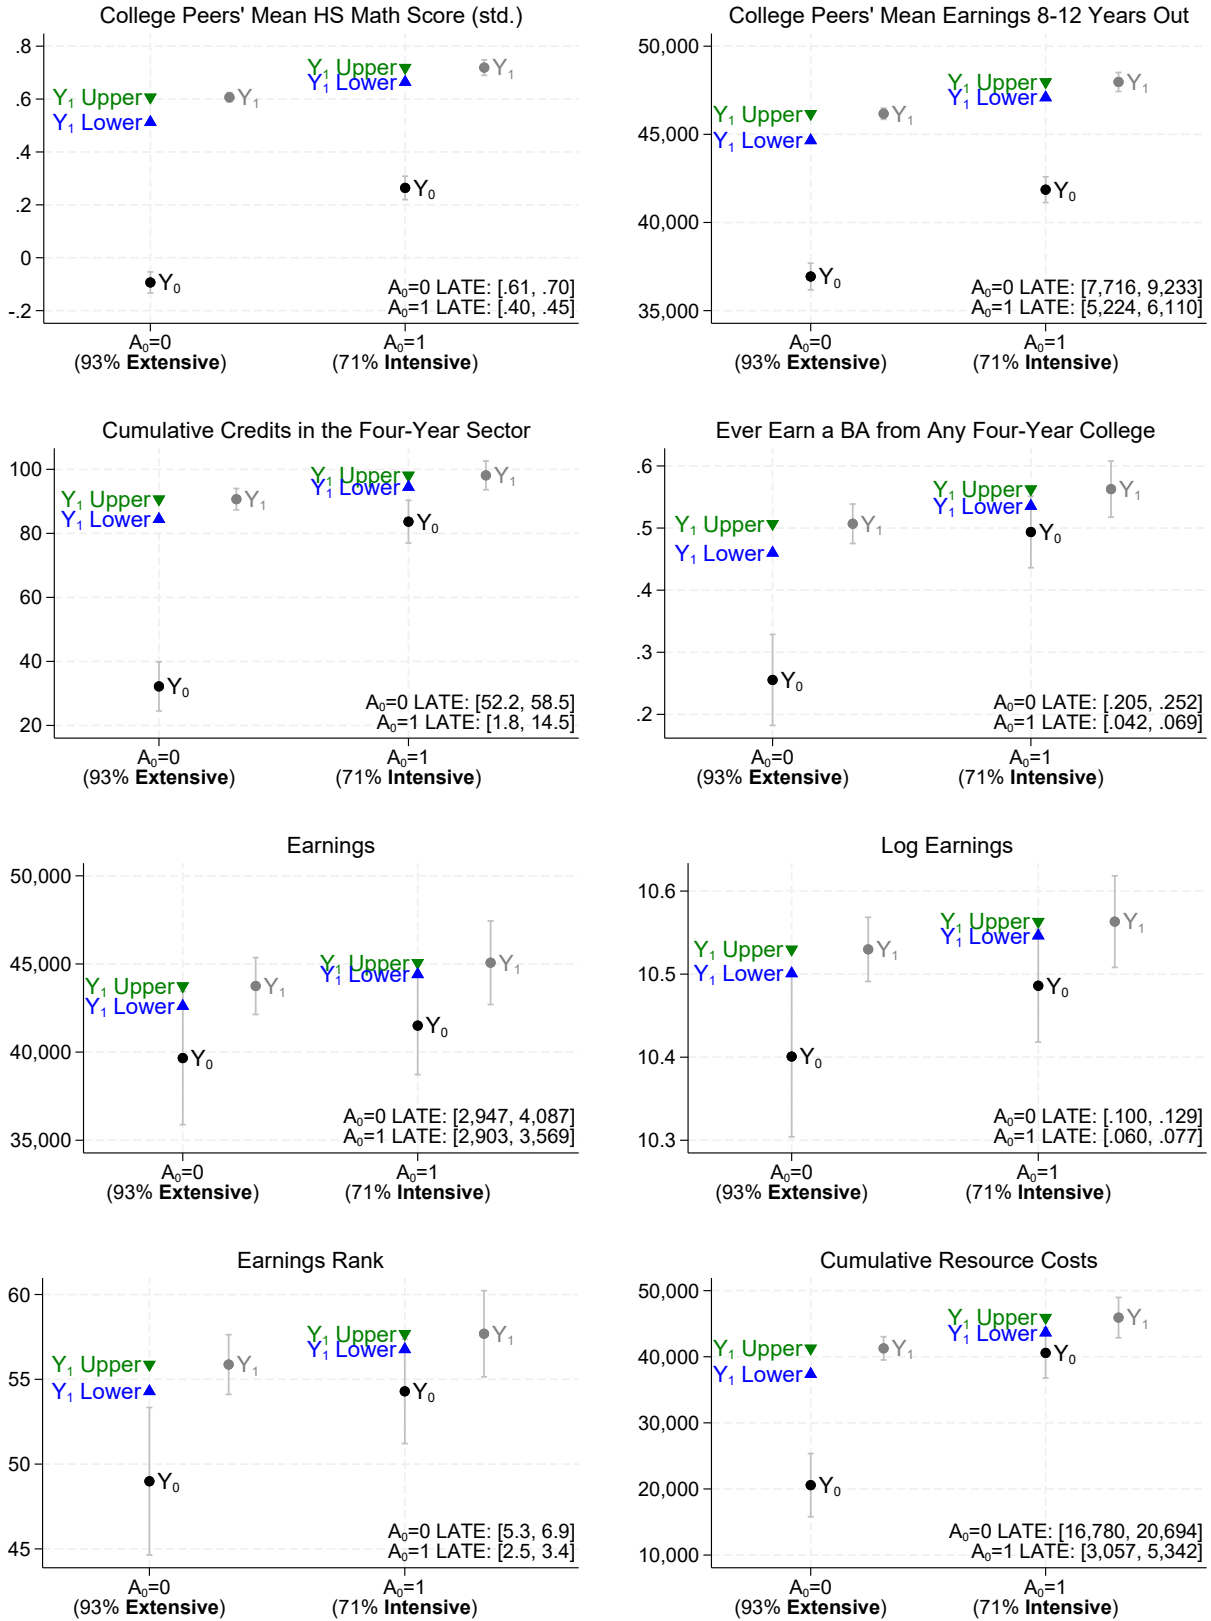 College Peers' Mean HS Math Score (std.)
.8
.6
.4
.2
0
-.2
Y₁ Upper
Y₁ Lower
Y₁
Y₀
Y₁ Upper
Y₁ Lower
Y₁
Y₀
A₀=0 LATE: [.61, .70]
A₀=1 LATE: [.40, .45]
A₀=0
(93% Extensive)
A₀=1
(71% Intensive)
College Peers' Mean Earnings 8-12 Years Out
50,000
45,000
40,000
35,000
Y₁ Upper
Y₁ Lower
Y₁
Y₀
Y₁ Upper
Y₁ Lower
Y₁
Y₀
A₀=0 LATE: [7,716, 9,233]
A₀=1 LATE: [5,224, 6,110]
A₀=0
(93% Extensive)
A₀=1
(71% Intensive)
Cumulative Credits in the Four-Year Sector
100
80
60
40
20
Y₁ Upper
Y₁ Lower
Y₁
Y₀
Y₁ Upper
Y₁ Lower
Y₁
Y₀
A₀=0 LATE: [52.2, 58.5]
A₀=1 LATE: [1.8, 14.5]
A₀=0
(93% Extensive)
A₀=1
(71% Intensive)
Ever Earn a BA from Any Four-Year College
.6
.5
.4
.3
.2
Y₁ Upper
Y₁ Lower
Y₁
Y₀
Y₁ Upper
Y₁ Lower
Y₁
Y₀
A₀=0 LATE: [.205, .252]
A₀=1 LATE: [.042, .069]
A₀=0
(93% Extensive)
A₀=1
(71% Intensive)
Earnings
50,000
45,000
40,000
35,000
Y₁ Upper
Y₁ Lower
Y₁
Y₀
Y₁ Upper
Y₁ Lower
Y₁
Y₀
A₀=0 LATE: [2,947, 4,087]
A₀=1 LATE: [2,903, 3,569]
A₀=0
(93% Extensive)
A₀=1
(71% Intensive)
Log Earnings
10.6
10.5
10.4
10.3
Y₁ Upper
Y₁ Lower
Y₁
Y₀
Y₁ Upper
Y₁ Lower
Y₁
Y₀
A₀=0 LATE: [.100, .129]
A₀=1 LATE: [.060, .077]
A₀=0
(93% Extensive)
A₀=1
(71% Intensive)
Earnings Rank
60
55
50
45
Y₁ Upper
Y₁ Lower
Y₁
Y₀
Y₁ Upper
Y₁ Lower
Y₁
Y₀
A₀=0 LATE: [5.3, 6.9]
A₀=1 LATE: [2.5, 3.4]
A₀=0
(93% Extensive)
A₀=1
(71% Intensive)
Cumulative Resource Costs
50,000
40,000
30,000
20,000
10,000
Y₁ Upper
Y₁ Lower
Y₁
Y₀
Y₁ Upper
Y₁ Lower
Y₁
Y₀
A₀=0 LATE: [16,780, 20,694]
A₀=1 LATE: [3,057, 5,342]
A₀=0
(93% Extensive)
A₀=1
(71% Intensive)